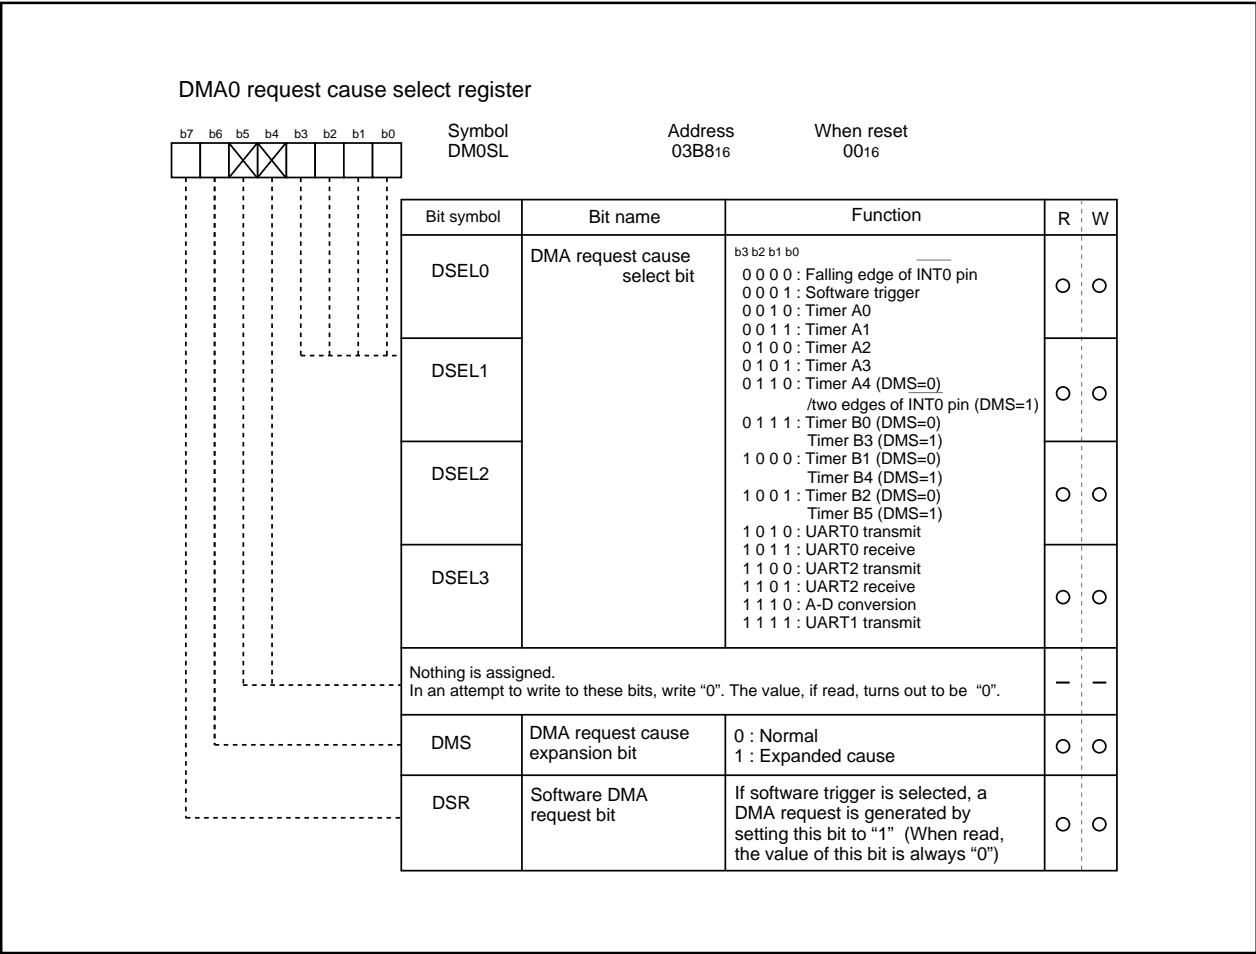 DMA0 request cause select register
b7 b6 b5 b4 b3 b2 b1 b0
Symbol Address When reset
DM0SL 03B816 0016
Bit symbol Bit name Function R W
DSEL0
DMA request cause
select bit
b3 b2 b1 b0
0 0 0 0 : Falling edge of INT0 pin
0 0 0 1 : Software trigger
0 0 1 0 : Timer A0
0 0 1 1 : Timer A1
0 1 0 0 : Timer A2
0 1 0 1 : Timer A3
0 1 1 0 : Timer A4 (DMS=0)
/two edges of INT0 pin (DMS=1)
0 1 1 1 : Timer B0 (DMS=0)
Timer B3 (DMS=1)
1 0 0 0 : Timer B1 (DMS=0)
Timer B4 (DMS=1)
1 0 0 1 : Timer B2 (DMS=0)
Timer B5 (DMS=1)
1 0 1 0 : UART0 transmit
1 0 1 1 : UART0 receive
1 1 0 0 : UART2 transmit
1 1 0 1 : UART2 receive
1 1 1 0 : A-D conversion
1 1 1 1 : UART1 transmit
DSEL1
DSEL2
DSEL3
Nothing is assigned.
In an attempt to write to these bits, write “0”. The value, if read, turns out to be “0”.
– –
DMS
DMA request cause
expansion bit
0 : Normal
1 : Expanded cause
DSR
Software DMA
request bit
If software trigger is selected, a
DMA request is generated by
setting this bit to “1” (When read,
the value of this bit is always “0”)